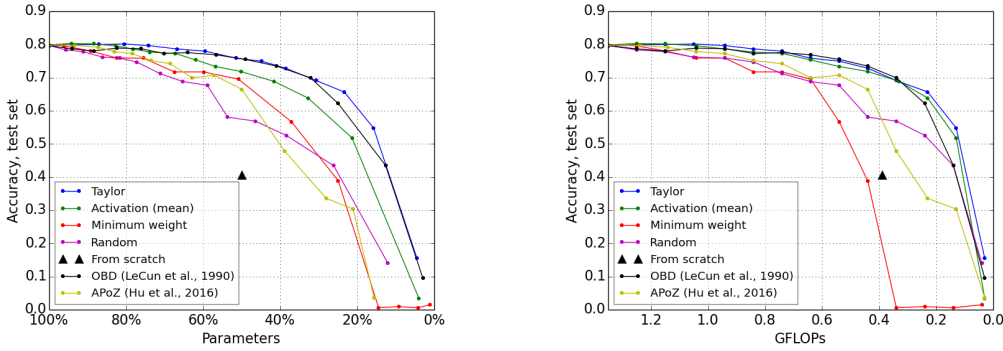 0.9
0.8
0.7
0.6
0.5
0.4
0.3
0.2
0.1
0.0
Accuracy, test set
Taylor
Activation (mean)
Minimum weight
Random
From scratch
OBD (LeCun et al., 1990)
APoZ (Hu et al., 2016)
100% 80% 60% 40% 20% 0%
Parameters
0.9
0.8
0.7
0.6
0.5
0.4
0.3
0.2
0.1
0.0
Accuracy, test set
Taylor
Activation (mean)
Minimum weight
Random
From scratch
OBD (LeCun et al., 1990)
APoZ (Hu et al., 2016)
1.2 1.0 0.8 0.6 0.4 0.2 0.0
GFLOPs